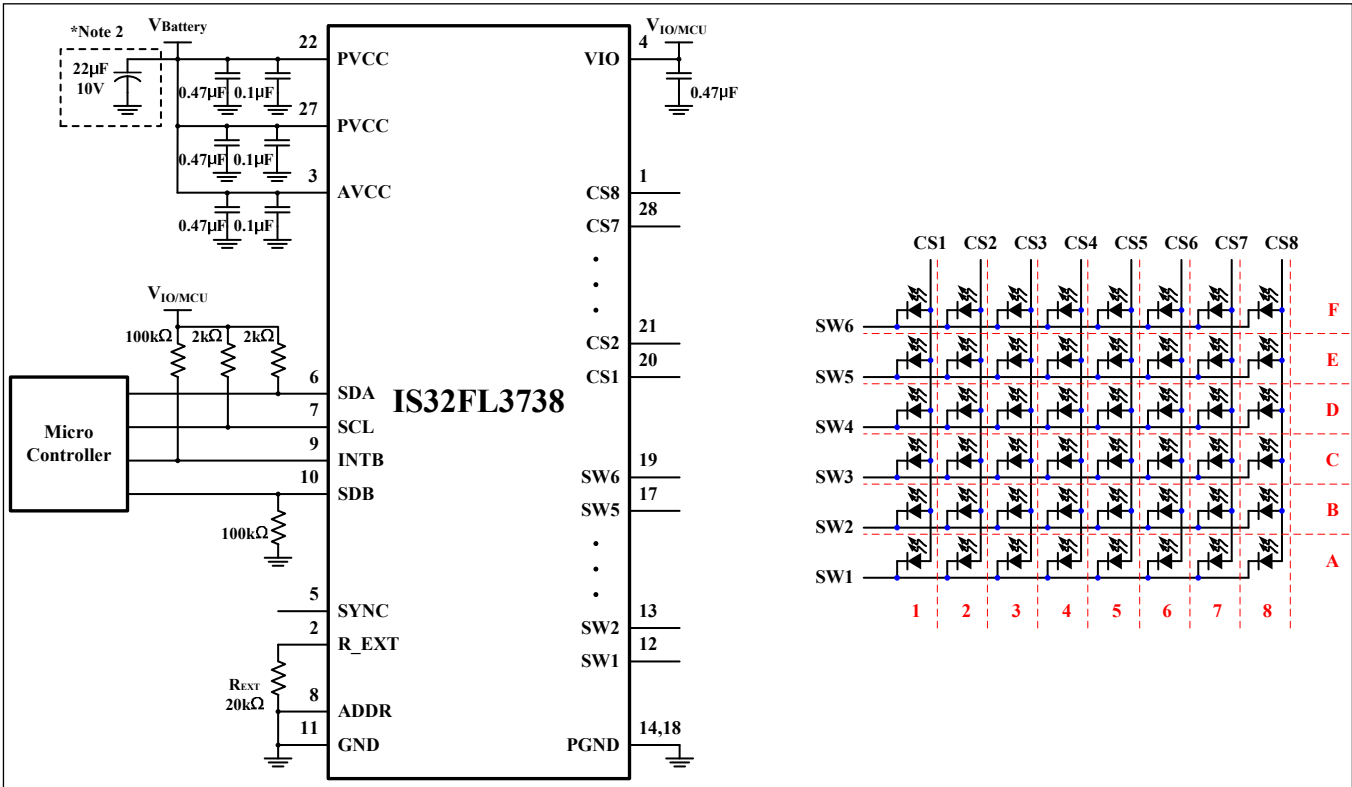 *Note 2
VBattery
22µF
10V
0.47µF 0.1µF
0.47µF 0.1µF
0.47µF 0.1µF
22 PVCC
27 PVCC
3 AVCC
VIO/MCU
100kΩ 2kΩ 2kΩ
Micro
Controller
6 SDA
7 SCL
9 INTB
10 SDB
100kΩ
5 SYNC
2 R_EXT
REXT
20kΩ
8 ADDR
11 GND
IS32FL3738
VIO/MCU
VIO 4
0.47µF
CS8 1
CS7 28
CS2 21
CS1 20
SW6 19
SW5 17
SW2 13
SW1 12
PGND 14,18
CS1 CS2 CS3 CS4 CS5 CS6 CS7 CS8
SW6 F
SW5 E
SW4 D
SW3 C
SW2 B
SW1 A
1 2 3 4 5 6 7 8